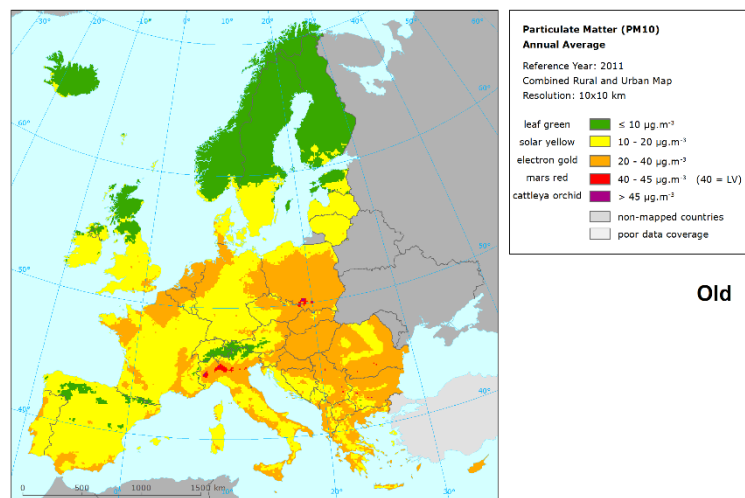 Particulate Matter (PM10)
Annual Average
Reference Year: 2011
Combined Rural and Urban Map
Resolution: 10x10 km
leaf green ≤ 10 µg.m⁻³
solar yellow 10 - 20 µg.m⁻³
electron gold 20 - 40 µg.m⁻³
mars red 40 - 45 µg.m⁻³ (40 = LV)
cattleya orchid > 45 µg.m⁻³
non-mapped countries
poor data coverage
Old
60°
50°
40°
60°
50°
40°
0 500 1000 1500 km
20° 10° 0° 10° 20° 30°